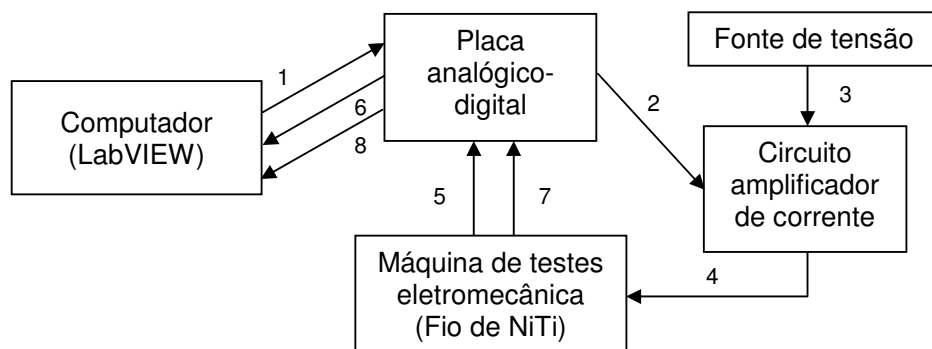 Computador
(LabVIEW)
1
6
8
Placa
analógico-
digital
2
Fonte de tensão
3
Circuito
amplificador
de corrente
4
5
7
Máquina de testes
eletromecânica
(Fio de NiTi)